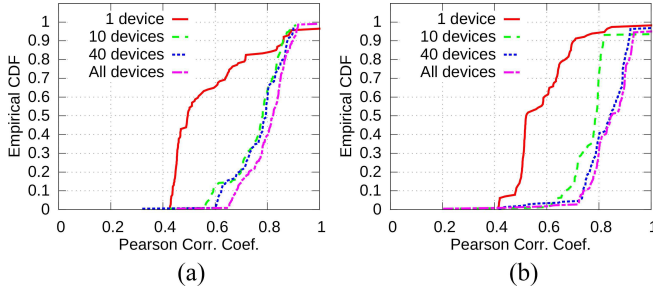 1 device
10 devices
40 devices
All devices
Empirical CDF
1
0.9
0.8
0.7
0.6
0.5
0.4
0.3
0.2
0.1
0
0 0.2 0.4 0.6 0.8 1
Pearson Corr. Coef.
(a)
1 device
10 devices
40 devices
All devices
Empirical CDF
1
0.9
0.8
0.7
0.6
0.5
0.4
0.3
0.2
0.1
0
0 0.2 0.4 0.6 0.8 1
Pearson Corr. Coef.
(b)